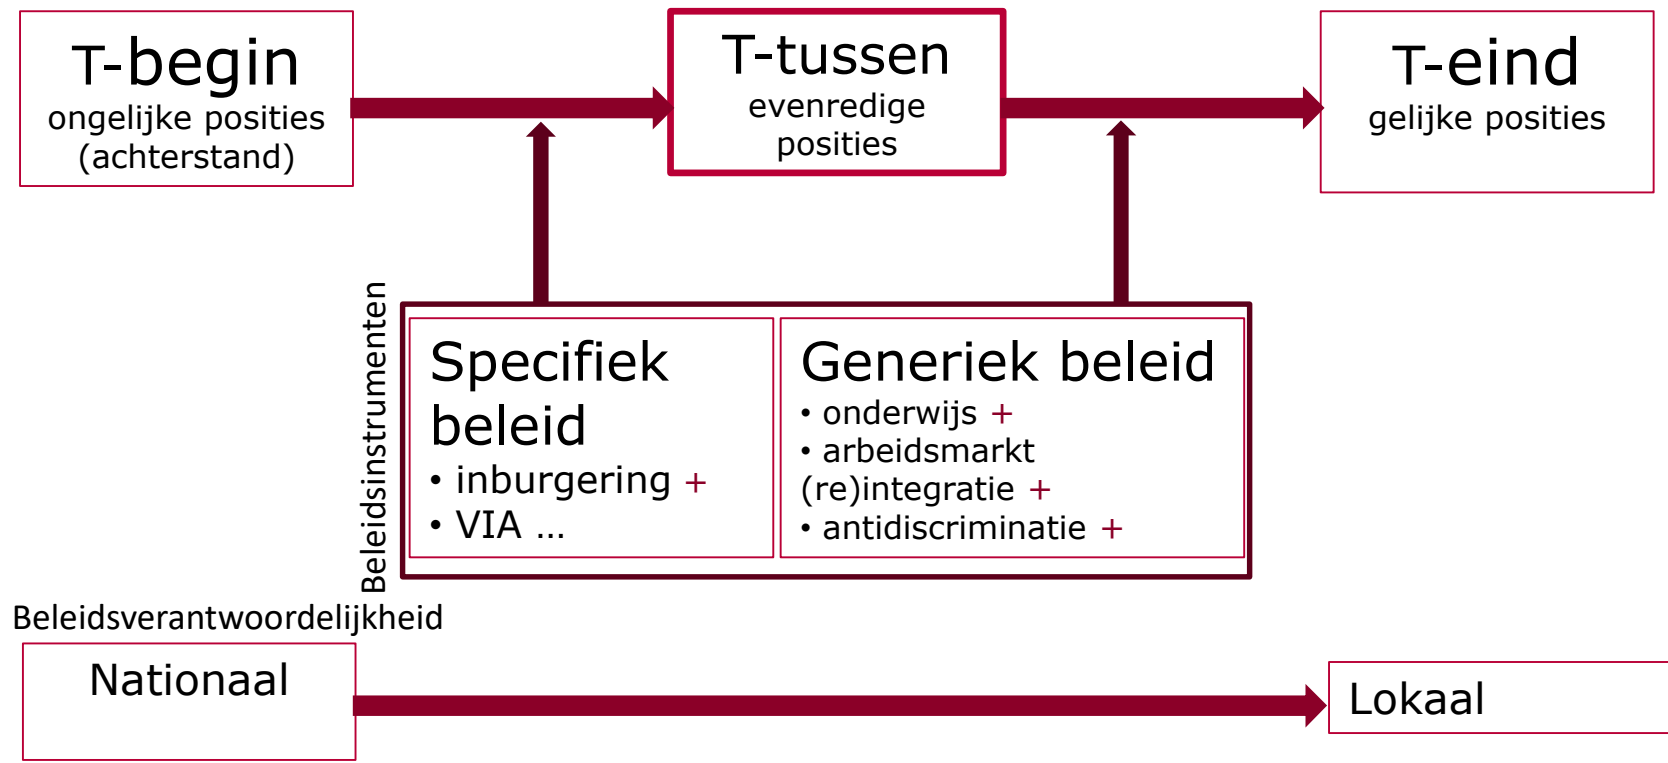 T-begin
ongelijke posities
(achterstand)
T-tussen
evenredige
posities
T-eind
gelijke posities
Beleidsinstrumenten
Specifiek
beleid
• inburgering +
• VIA ...
Generiek beleid
• onderwijs +
• arbeidsmarkt
(re)integratie +
• antidiscriminatie +
Beleidsverantwoordelijkheid
Nationaal
Lokaal